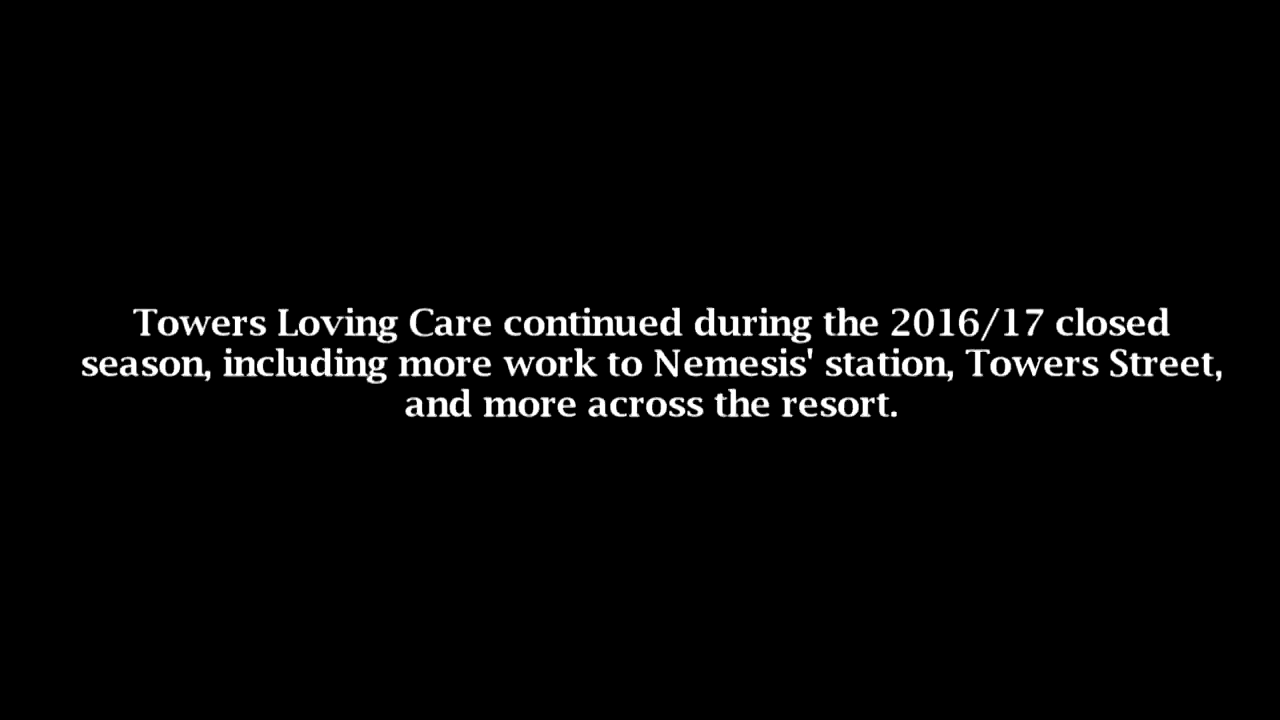 Towers Loving Care continued during the 2016/17 closed
season, including more work to Nemesis' station, Towers Street,
and more across the resort.